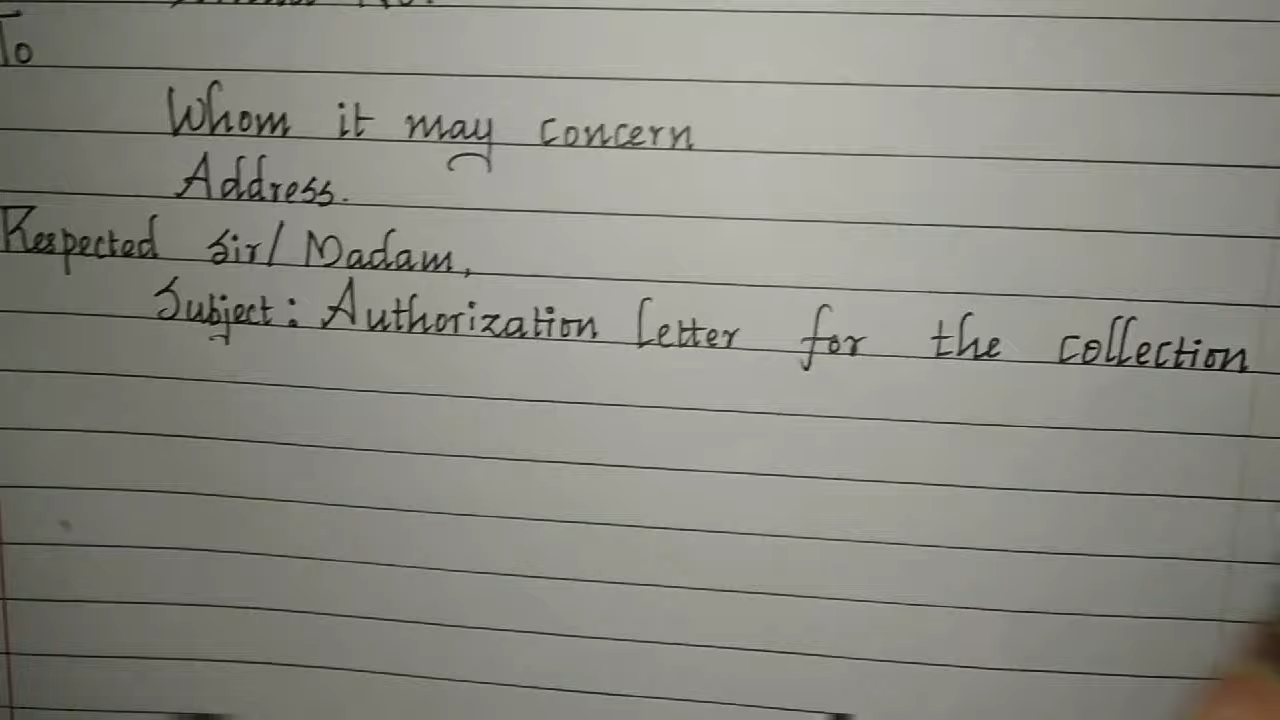 To
Whom it may concern
Address.
Respected Sir/ Madam,
Subject: Authorization Letter for the collection